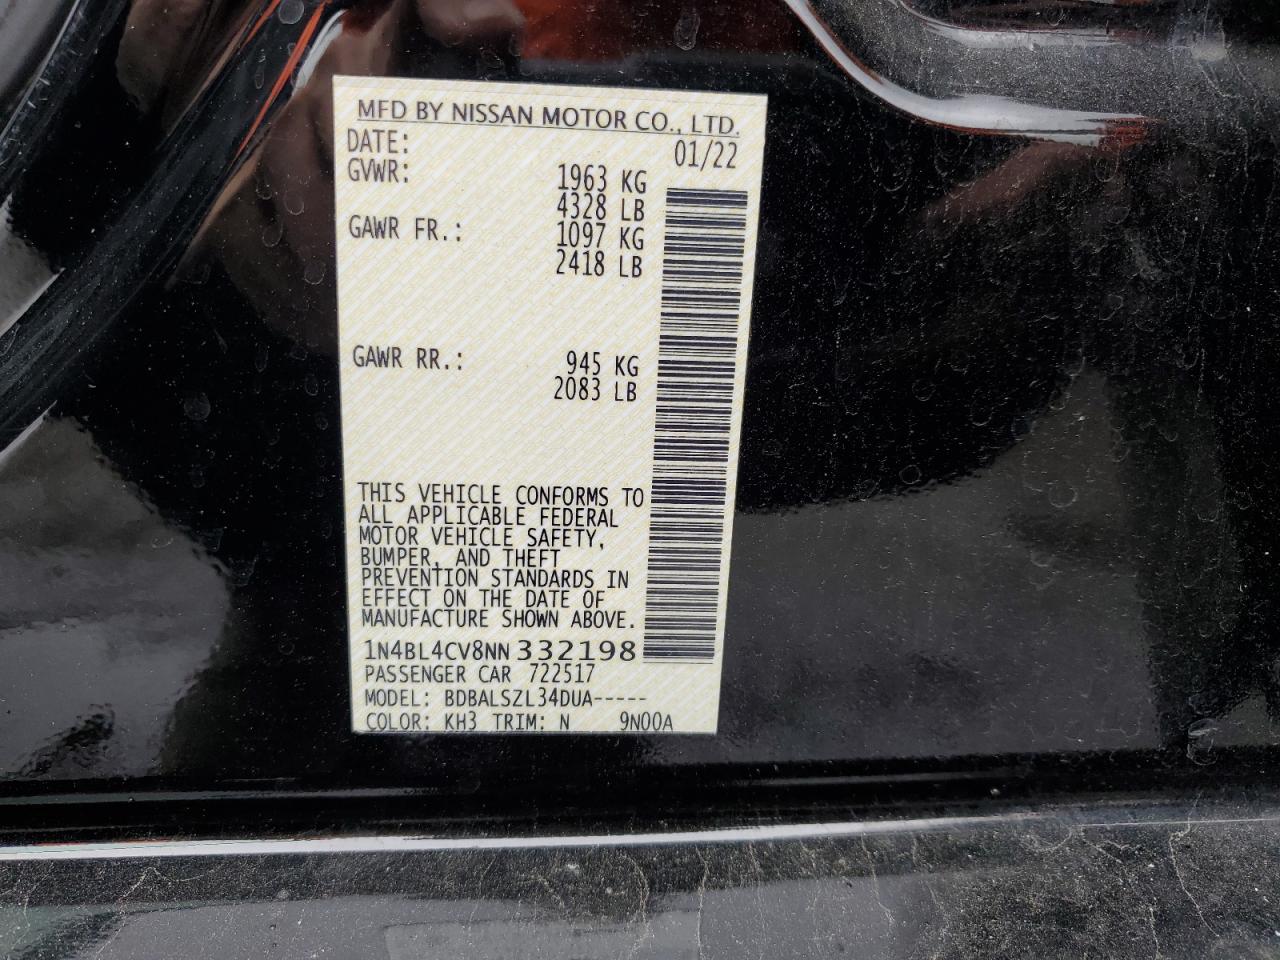 MFD BY NISSAN MOTOR CO., LTD.
DATE: 01/22
GVWR: 1963 KG
4328 LB
GAWR FR.: 1097 KG
2418 LB
GAWR RR.: 945 KG
2083 LB
THIS VEHICLE CONFORMS TO
ALL APPLICABLE FEDERAL
MOTOR VEHICLE SAFETY,
BUMPER, AND THEFT
PREVENTION STANDARDS IN
EFFECT ON THE DATE OF
MANUFACTURE SHOWN ABOVE.
1N4BL4CV8NN332198
PASSENGER CAR 722517
MODEL: BDBALSZL34DUA-----
COLOR: KH3 TRIM: N 9N00A